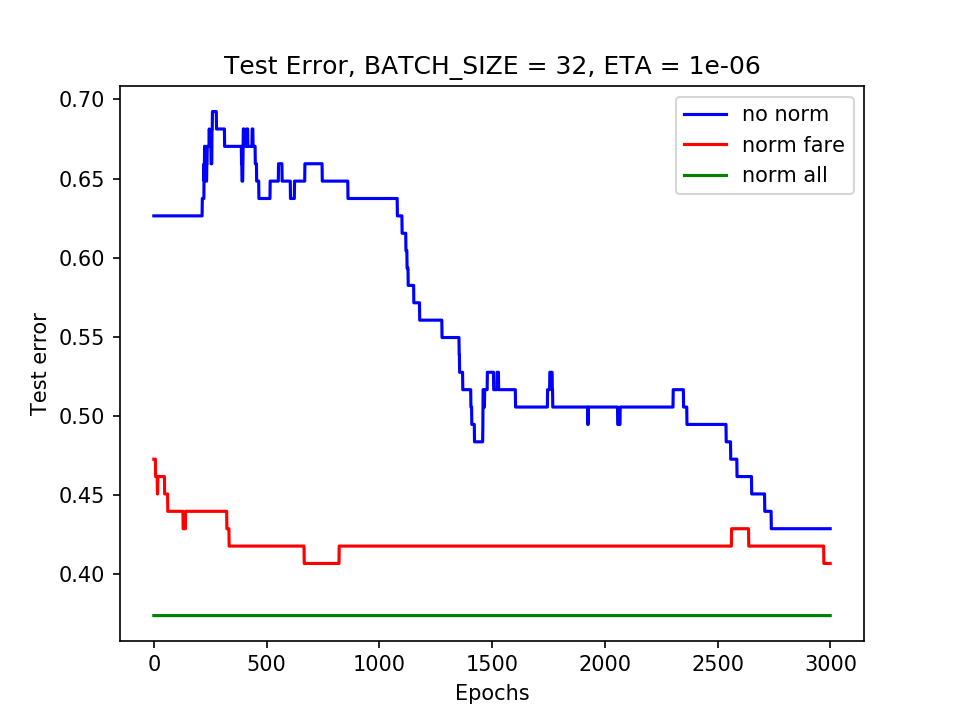 Test Error, BATCH_SIZE = 32, ETA = 1e-06
no norm
norm fare
norm all
0.70
0.65
0.60
0.55
0.50
0.45
0.40
Test error
0
500
1000
1500
2000
2500
3000
Epochs